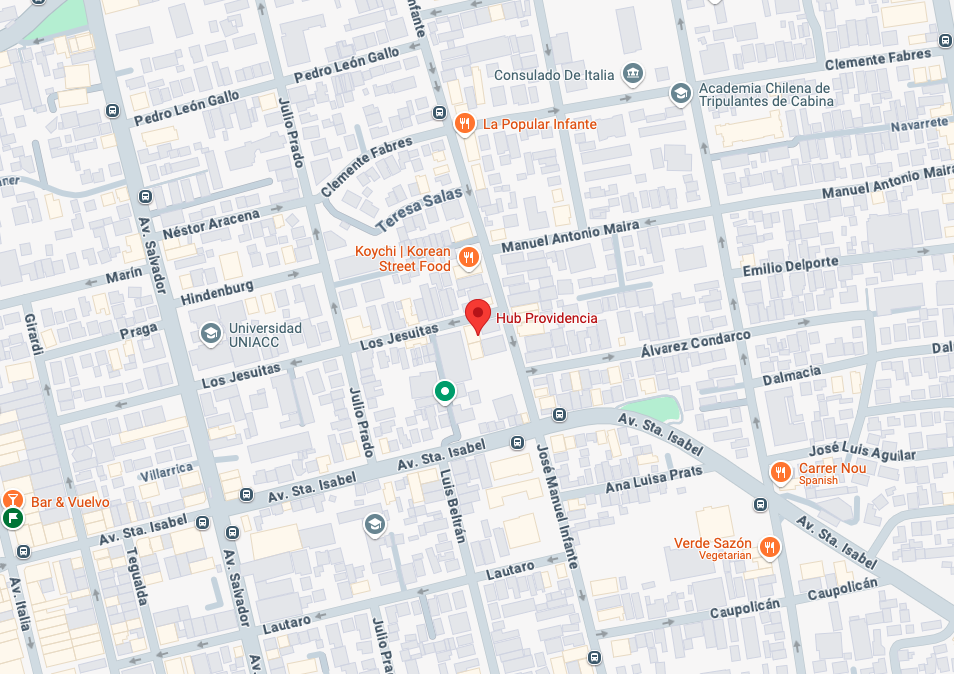 Infante
Pedro León Gallo
Pedro León Gallo
Clemente Fabres
Consulado De Italia
Academia Chilena de
Tripulantes de Cabina
La Popular Infante
Julio Prado
Navarrete
Clemente Fabres
Manuel Antonio Maira
Teresa Salas
Néstor Aracena
Av. Salvador
Manuel Antonio Maira
Koychi | Korean
Street Food
Marín
Emilio Delporte
Hindenburg
Hub Providencia
Girardi
Praga
Universidad
UNIACC
Los Jesuitas
Álvarez Condarco
Los Jesuitas
Dalmacia
Julio Prado
Av. Sta. Isabel
Av. Sta. Isabel
José Luis Aguilar
Villarrica
Carrer Nou
Spanish
Av. Sta. Isabel
Luis Beltrán
José Manuel Infante
Ana Luisa Prats
Bar & Vuelvo
Av. Sta. Isabel
Av. Sta. Isabel
Verde Sazón
Vegetarian
Tegualda
Av. Salvador
Lautaro
Av. Italia
Caupolicán
Caupolicán
Lautaro
Julio Pra
Av.